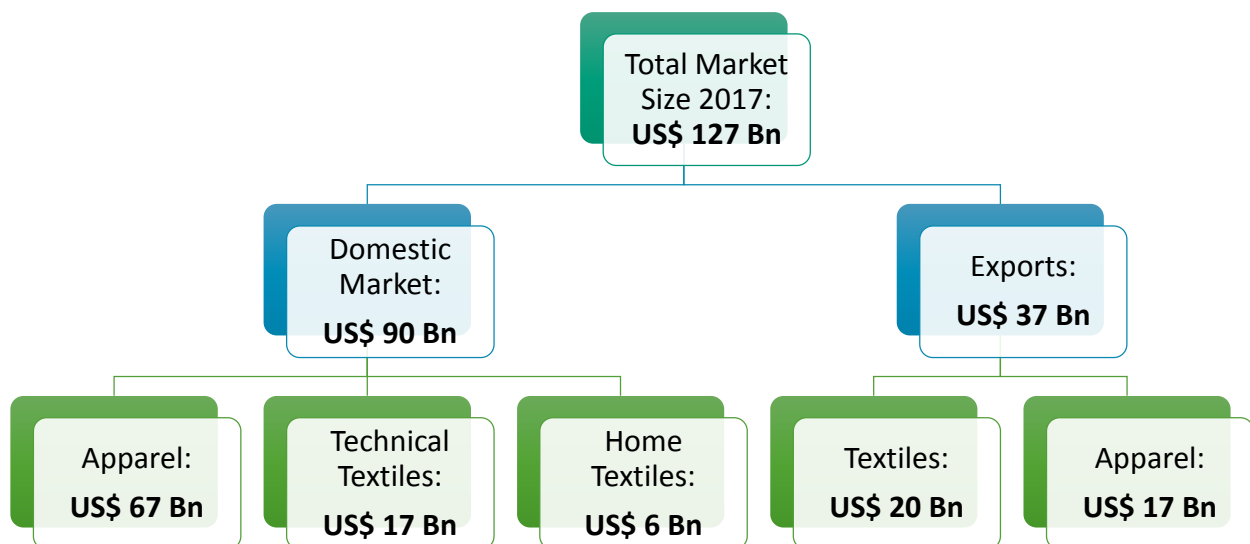 Total Market
Size 2017:
US$ 127 Bn
Domestic
Market:
US$ 90 Bn
Exports:
US$ 37 Bn
Apparel:
US$ 67 Bn
Technical
Textiles:
US$ 17 Bn
Home
Textiles:
US$ 6 Bn
Textiles:
US$ 20 Bn
Apparel:
US$ 17 Bn